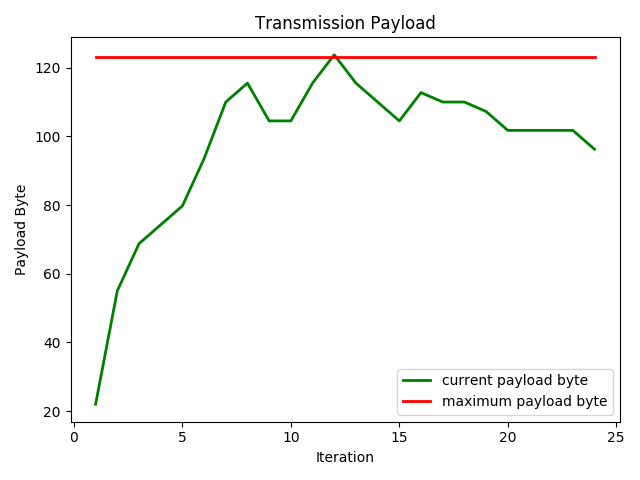 Transmission Payload
120
100
80
60
40
20
Payload Byte
0
5
10
15
20
25
Iteration
current payload byte
maximum payload byte